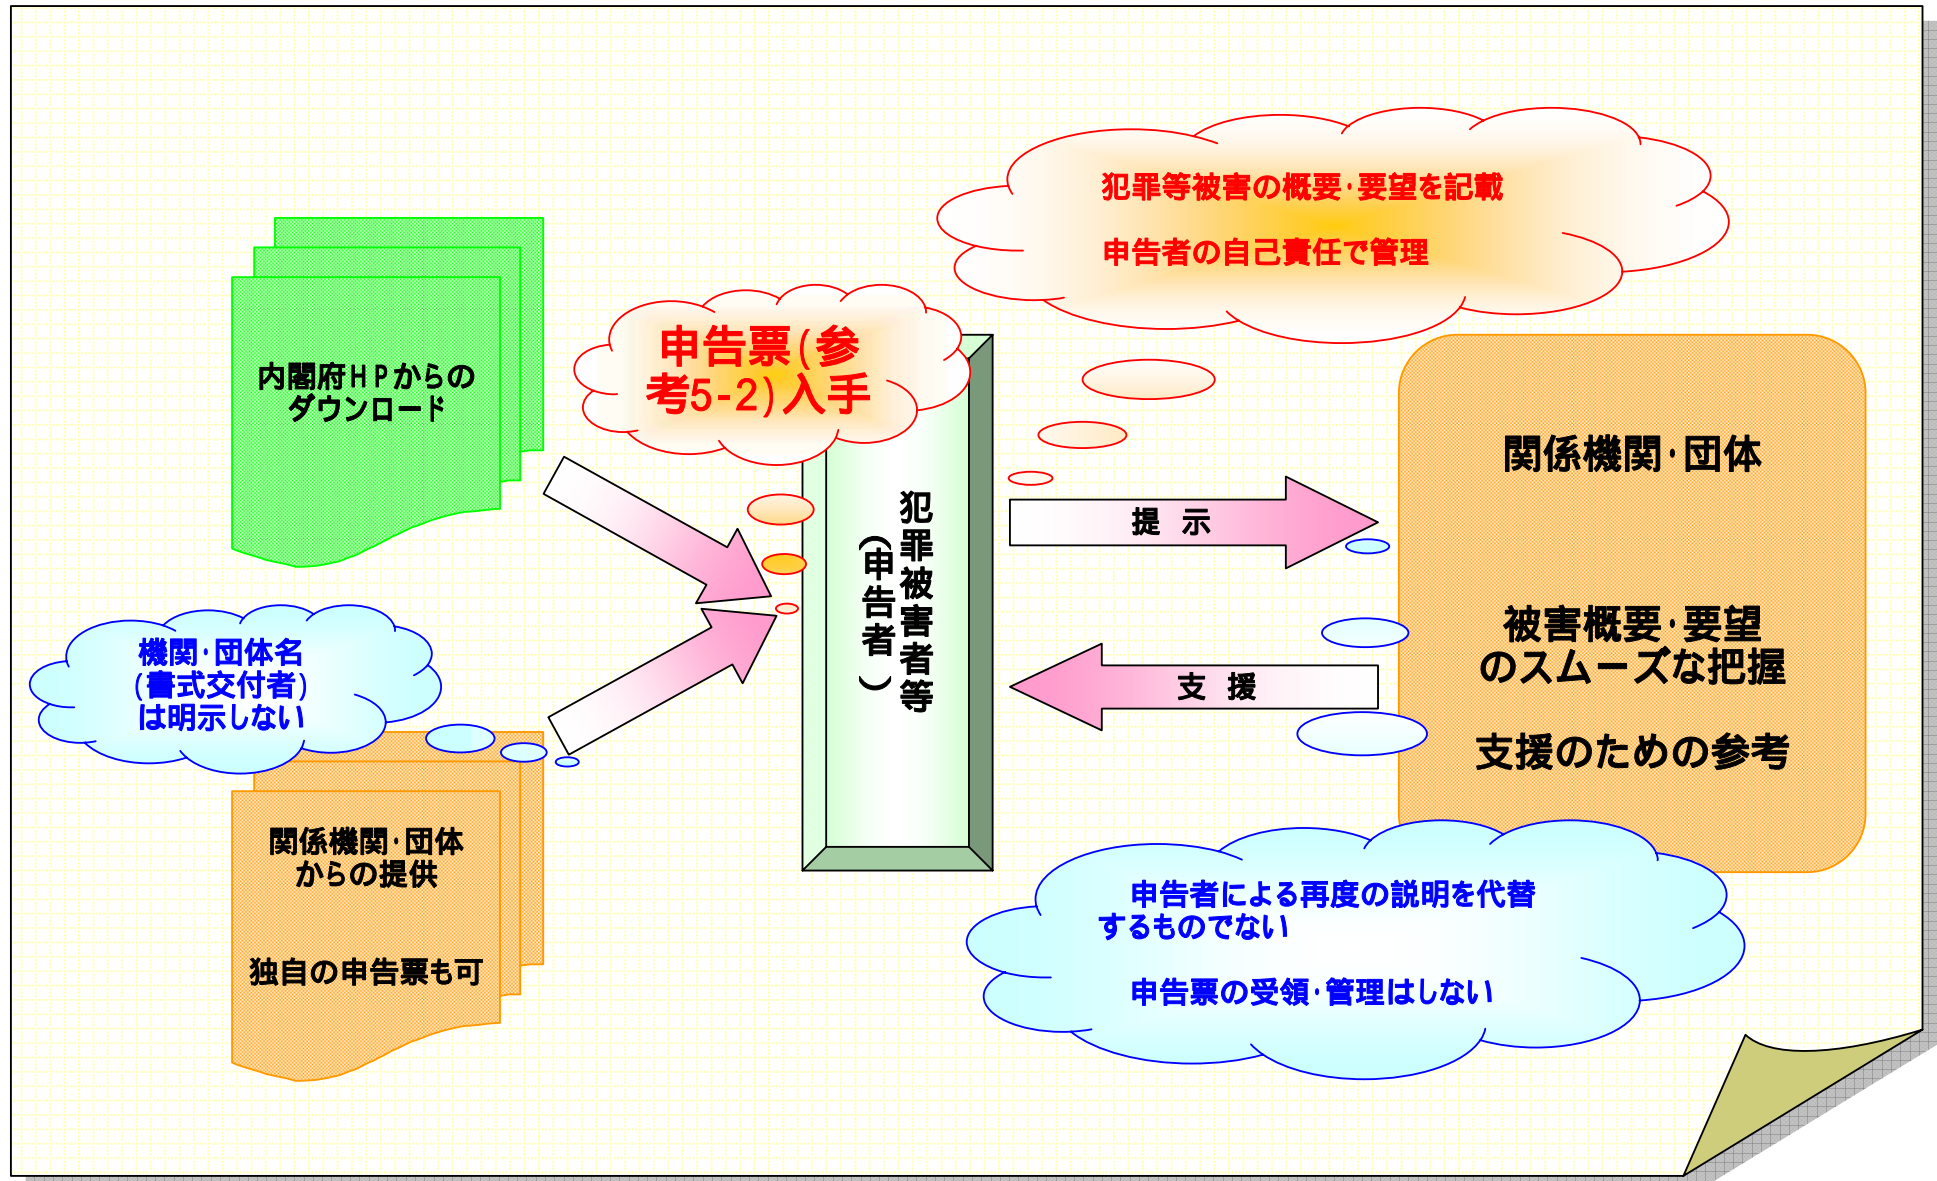 内閣府HPからの
ダウンロード
機関・団体名
(書式交付者)
は明示しない
関係機関・団体
からの提供
独自の申告票も可
申告票(参
考5-2)入手
犯罪被害者等
(申告者)
犯罪等被害の概要・要望を記載
申告者の自己責任で管理
提 示
支 援
関係機関・団体
被害概要・要望
のスムーズな把握
支援のための参考
申告者による再度の説明を代替
するものでない
申告票の受領・管理はしない